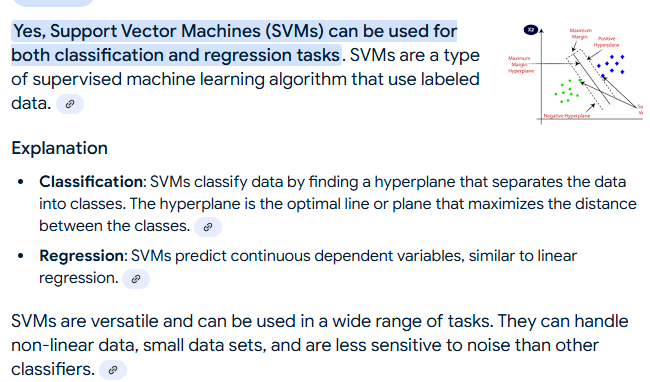 Yes, Support Vector Machines (SVMs) can be used for
both classification and regression tasks. SVMs are a type
of supervised machine learning algorithm that use labeled
data.
X2
Maximum
Margin
Positive
Hyperplane
Maximum
Margin
Hyperplane
Negative Hyperplane
Explanation
• Classification: SVMs classify data by finding a hyperplane that separates the data
into classes. The hyperplane is the optimal line or plane that maximizes the distance
between the classes.
• Regression: SVMs predict continuous dependent variables, similar to linear
regression.
SVMs are versatile and can be used in a wide range of tasks. They can handle
non-linear data, small data sets, and are less sensitive to noise than other
classifiers.